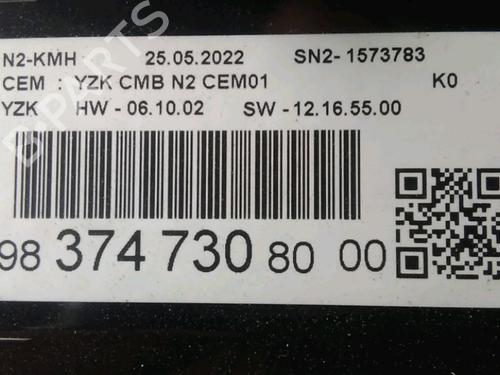 N2-KMH 25.05.2022 SN2- 1573783
CEM : YZK CMB N2 CEM01 K0
YZK HW - 06.10.02 SW - 12.16.55.00
98 374 730 80 00
B-PARTS